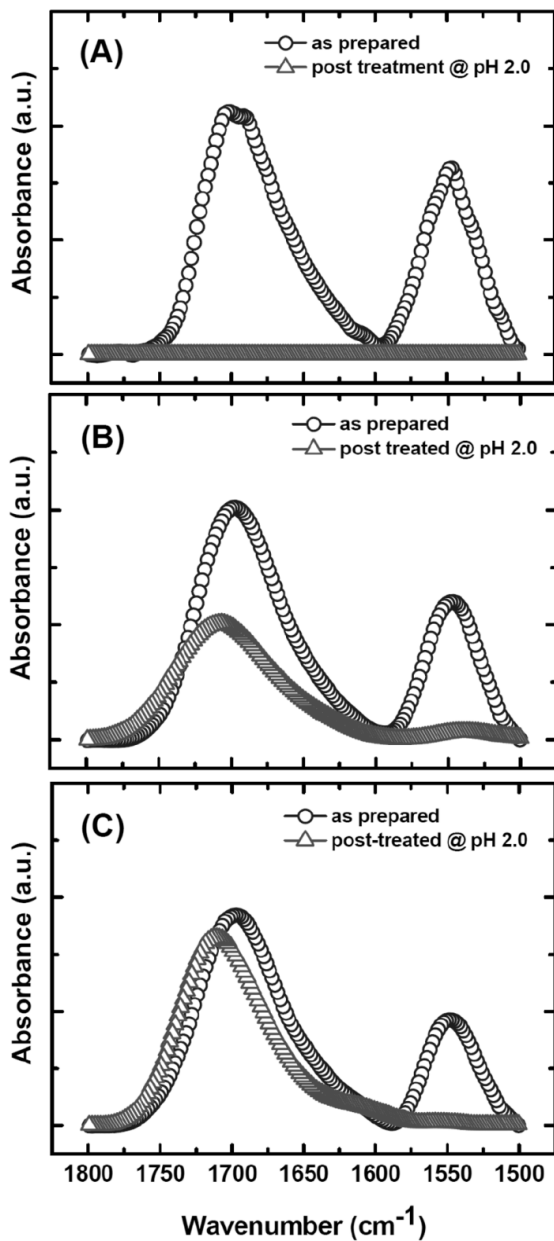 (A)
as prepared
post treatment @ pH 2.0
Absorbance (a.u.)
(B)
as prepared
post treated @ pH 2.0
Absorbance (a.u.)
(C)
as prepared
post-treated @ pH 2.0
Absorbance (a.u.)
1800 1750 1700 1650 1600 1550 1500
Wavenumber (cm⁻¹)